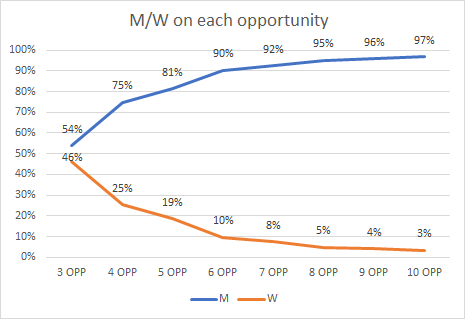 M/W on each opportunity
100%
90%
80%
70%
60%
50%
40%
30%
20%
10%
0%
54% 75% 81% 90% 92% 95% 96% 97%
46% 25% 19% 10% 8% 5% 4% 3%
3 OPP 4 OPP 5 OPP 6 OPP 7 OPP 8 OPP 9 OPP 10 OPP
M W